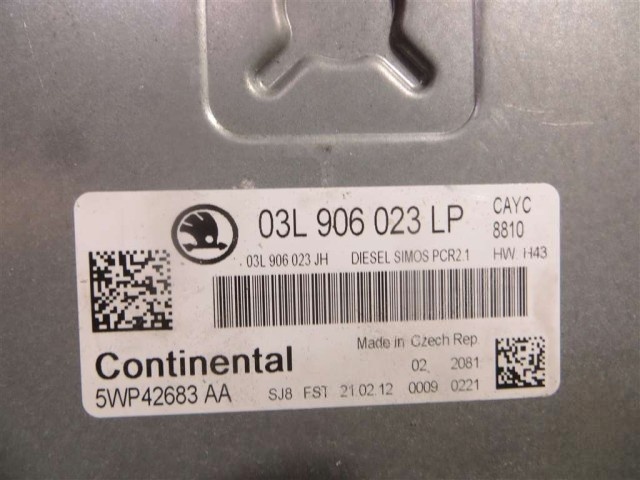 03L 906 023 LP CAYC
8810
03L 906 023 JH DIESEL SIMOS PCR2.1 HW H43
Continental Made in Czech Rep.
02 2081
5WP42683 AA SJ8 FST 21.02.12 0009 0221